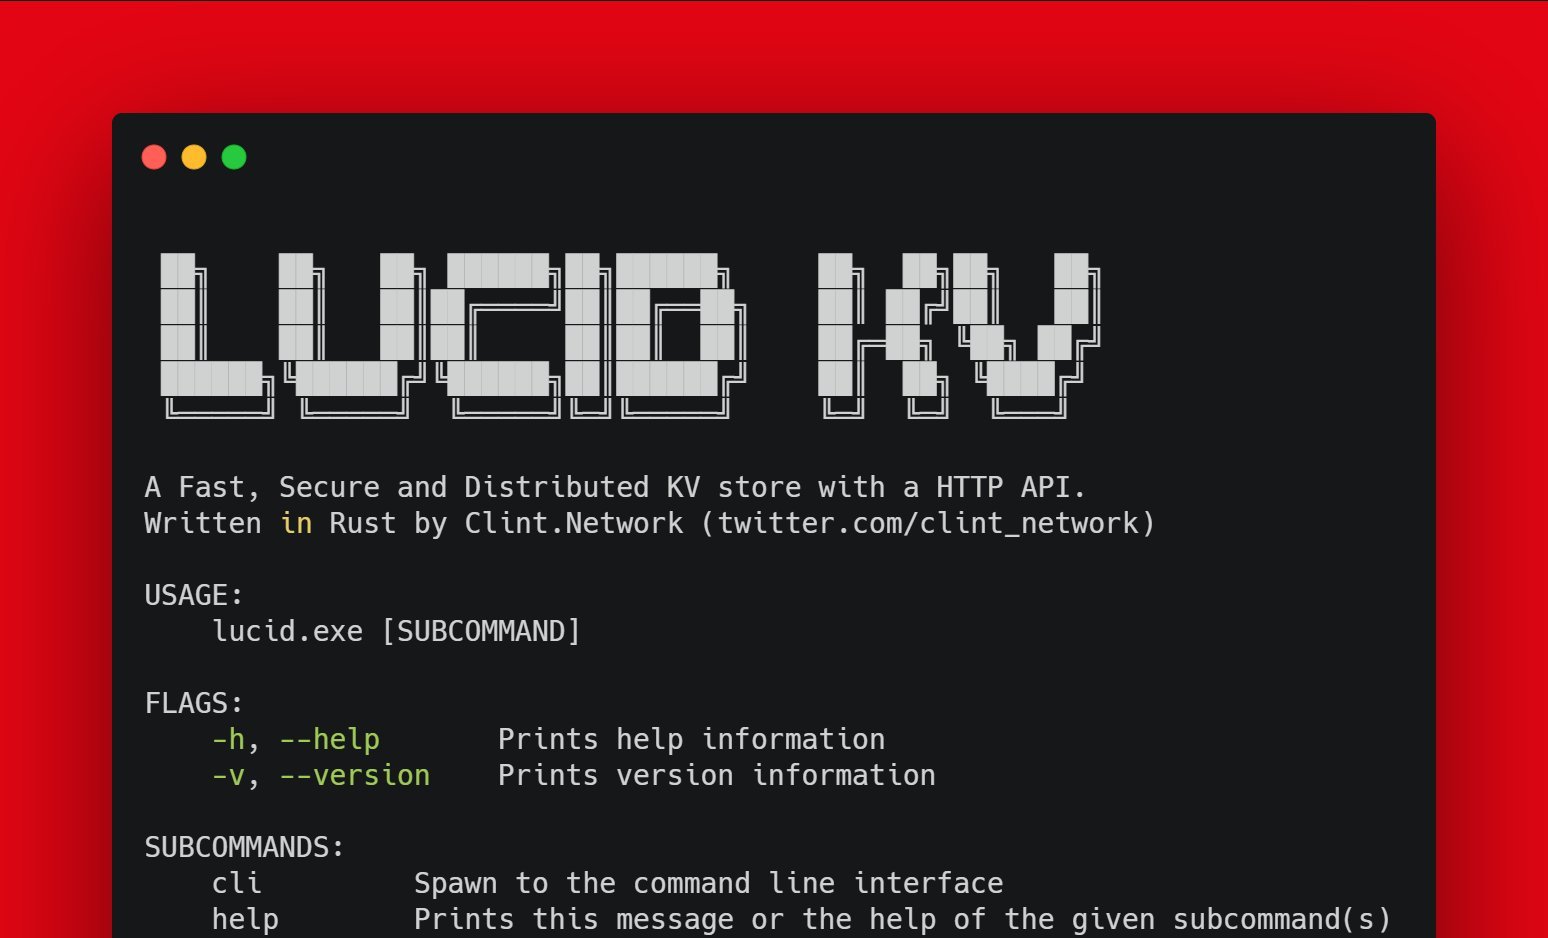 LUCID KV
A Fast, Secure and Distributed KV store with a HTTP API.
Written in Rust by Clint.Network (twitter.com/clint_network)
USAGE:
lucid.exe [SUBCOMMAND]
FLAGS:
-h, --help Prints help information
-v, --version Prints version information
SUBCOMMANDS:
cli Spawn to the command line interface
help Prints this message or the help of the given subcommand(s)